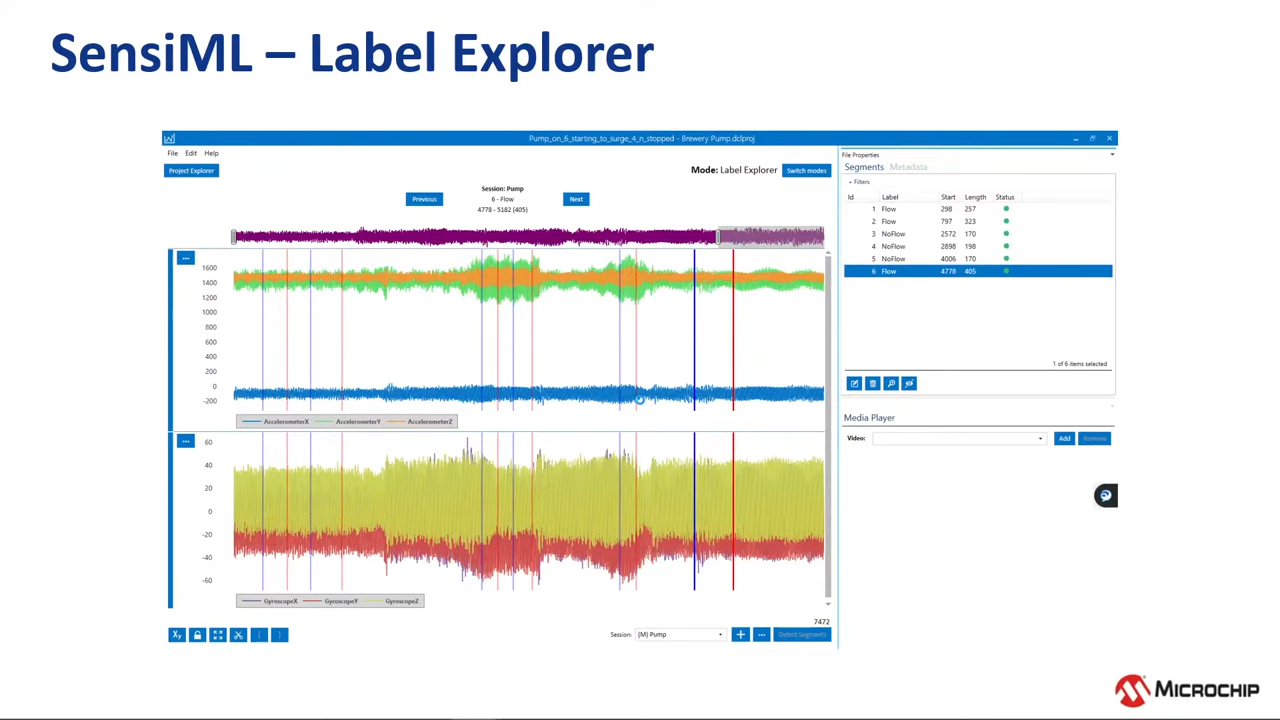 SensiML – Label Explorer
Pump_on_6_starting_to_surge_4_n_stopped - Brewery Pump.dclproj
File Edit Help
Project Explorer
Mode: Label Explorer
Switch modes
Session: Pump
Previous
6 - Flow
Next
4778 - 5182 (405)
1600
1400
1200
1000
800
600
400
200
0
-200
AccelerometerX AccelerometerY AccelerometerZ
60
40
20
0
-20
-40
-60
GyroscopeX GyroscopeY GyroscopeZ
7472
Session: (M) Pump
Detect Segments
File Properties
Segments Metadata
+ Filters
Id Label Start Length Status
1 Flow 298 257
2 Flow 797 323
3 NoFlow 2572 170
4 NoFlow 2898 198
5 NoFlow 4006 170
6 Flow 4778 405
1 of 6 items selected
Media Player
Video:
Add
Remove
MICROCHIP